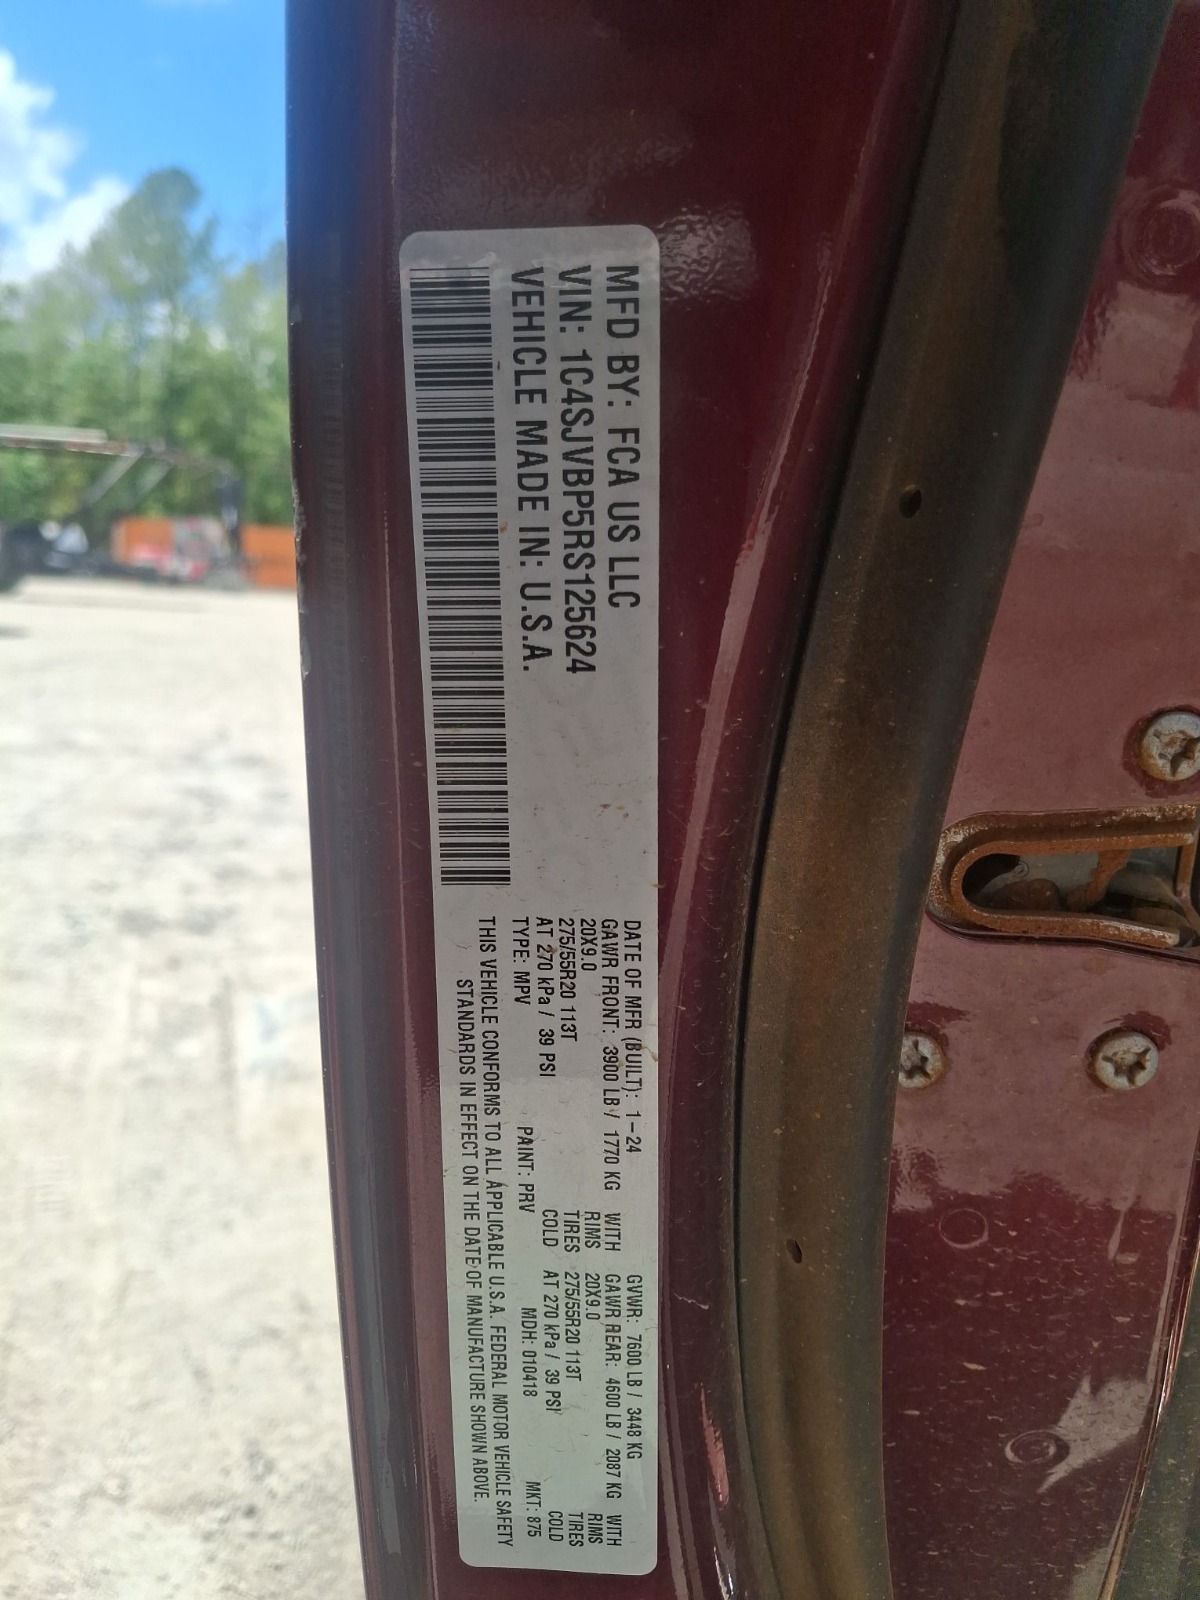 MFD BY: FCA US LLC
VIN: 1C4SJVBP5RS125624
VEHICLE MADE IN: U.S.A.
DATE OF MFR (BUILT): 1-24 GVWR: 7600 LB / 3448 KG
GAWR FRONT: 3900 LB / 1770 KG WITH GAWR REAR: 4600 LB / 2087 KG WITH
20X9.0 RIMS 20X9.0 RIMS
275/55R20 113T TIRES 275/55R20 113T TIRES
AT 270 kPa / 39 PSI COLD AT 270 kPa / 39 PSI COLD
TYPE: MPV PAINT: PRV MDH: 010418 MKT: 875
THIS VEHICLE CONFORMS TO ALL APPLICABLE U.S.A. FEDERAL MOTOR VEHICLE SAFETY
STANDARDS IN EFFECT ON THE DATE OF MANUFACTURE SHOWN ABOVE.